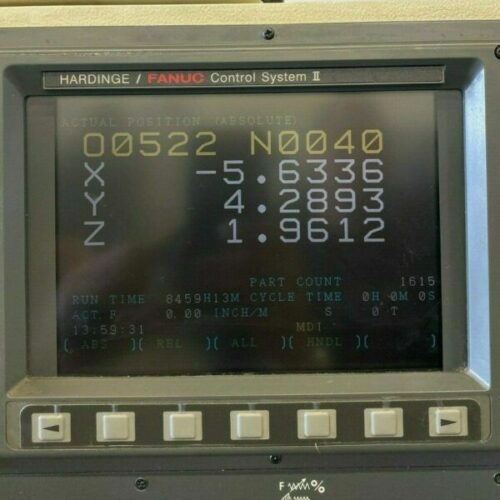 HARDINGE / FANUC Control System II
ACTUAL POSITION (ABSOLUTE)
O0522 N0040
X -5.6336
Y 4.2893
Z 1.9612
PART COUNT 1615
RUN TIME 8459H13M CYCLE TIME 0H 0M 0S
ACT.F 0.00 INCH/M S 0 T
13:59:31 MDI
( ABS )( REL )( ALL )( HNDL )( )
F %